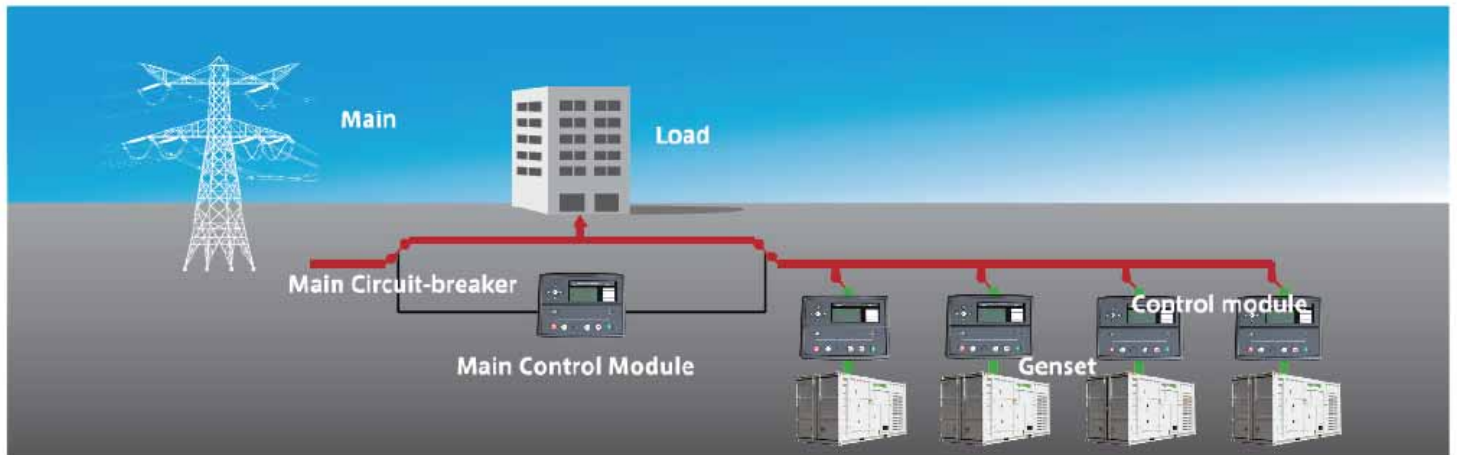 Main
Load
Main Circuit-breaker
Control module
Main Control Module
Genset